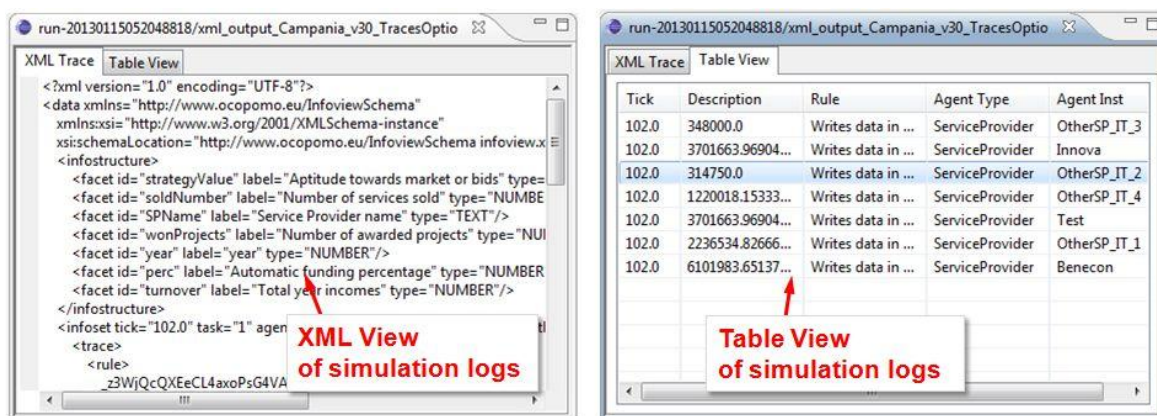 run-20130115052048818/xml_output_Campania_v30_TracesOptio
XML Trace Table View
<?xml version="1.0" encoding="UTF-8"?>
<data xmlns="http://www.ocopomo.eu/InfoviewSchema"
xmlns:xsi="http://www.w3.org/2001/XMLSchema-instance"
xsi:schemaLocation="http://www.ocopomo.eu/InfoviewSchema infoview.x
<infostructure>
<facet id="strategyValue" label="Aptitude towards market or bids" type=
<facet id="soldNumber" label="Number of services sold" type="NUMBE
<facet id="SPName" label="Service Provider name" type="TEXT"/>
<facet id="wonProjects" label="Number of awarded projects" type="NUI
<facet id="year" label="year" type="NUMBER"/>
<facet id="perc" label="Automatic funding percentage" type="NUMBER
<facet id="turnover" label="Total year incomes" type="NUMBER"/>
</infostructure>
<infoset tick="102.0" task="1" agen
<trace>
<rule>
_z3WjQcQXEeCL4axoPsG4VA
XML View
of simulation logs
run-20130115052048818/xml_output_Campania_v30_TracesOptio
XML Trace Table View
Tick Description Rule Agent Type Agent Inst
102.0 348000.0 Writes data in ... ServiceProvider OtherSP_IT_3
102.0 3701663.96904... Writes data in ... ServiceProvider Innova
102.0 314750.0 Writes data in ... ServiceProvider OtherSP_IT_2
102.0 1220018.15333... Writes data in ... ServiceProvider OtherSP_IT_4
102.0 3701663.96904... Writes data in ... ServiceProvider Test
102.0 2236534.82666... Writes data in ... ServiceProvider OtherSP_IT_1
102.0 6101983.65137... Writes data in ... ServiceProvider Benecon
Table View
of simulation logs